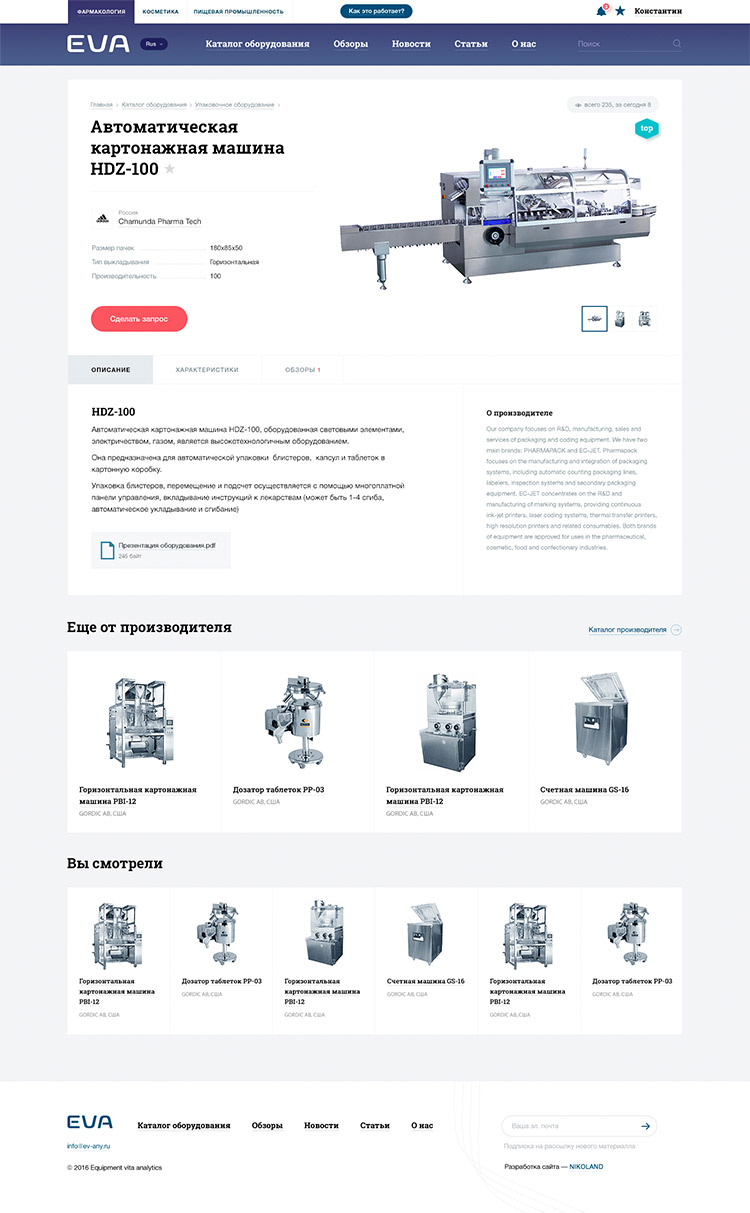 ФАРМАКОЛОГИЯ КОСМЕТИКА ПИЩЕВАЯ ПРОМЫШЛЕННОСТЬ Как это работает? 3 Константин
EVA Rus Каталог оборудования Обзоры Новости Статьи О нас Поиск
Главная › Каталог оборудования › Упаковочное оборудование ›
всего 235, за сегодня 8
Автоматическая
картонажная машина
HDZ-100
top
Россия
Chamunda Pharma Tech
Размер пачек 180x85x50
Тип выкладывания Горизонтальная
Производительность 100
Сделать запрос
ОПИСАНИЕ ХАРАКТЕРИСТИКИ ОБЗОРЫ 1
HDZ-100
Автоматическая картонажная машина HDZ-100, оборудованная световыми элементами,
электричеством, газом, является высокотехнологичным оборудованием.
Она предназначена для автоматической упаковки блистеров, капсул и таблеток в
картонную коробку.
Упаковка блистеров, перемещение и подсчет осуществляется с помощью многоплатной
панели управления, вкладывание инструкций к лекарствам (может быть 1-4 сгиба,
автоматическое укладывание и сгибание)
Презентация оборудования.pdf
245 байт
О производителе
Our company focuses on R&D, manufacturing, sales and
services of packaging and coding equipment. We have two
main brands: PHARMAPACK and EC-JET. Pharmapack
focuses on the manufacturing and integration of packaging
systems, including automatic counting packaging lines,
labelers, inspection systems and secondary packaging
equipment. EC-JET concentrates on the R&D and
manufacturing of marking systems, providing continuous
ink-jet printers, laser coding systems, thermal transfer printers,
high resolution printers and related consumables. Both brands
of equipment are approved for uses in the pharmaceutical,
cosmetic, food and confectionary industries.
Еще от производителя
Каталог производителя
Горизонтальная картонажная
машина PBI-12
GORDIC AB, США
Дозатор таблеток PP-03
GORDIC AB, США
Горизонтальная картонажная
машина PBI-12
GORDIC AB, США
Счетная машина GS-16
GORDIC AB, США
Вы смотрели
Горизонтальная
картонажная машина
PBI-12
GORDIC AB, США
Дозатор таблеток PP-03
GORDIC AB, США
Горизонтальная
картонажная машина
PBI-12
GORDIC AB, США
Счетная машина GS-16
GORDIC AB, США
Горизонтальная
картонажная машина
PBI-12
GORDIC AB, США
Дозатор таблеток PP-03
GORDIC AB, США
EVA Каталог оборудования Обзоры Новости Статьи О нас
info@ev-any.ru
© 2016 Equipment vita analytics
Ваша эл. почта
Подписка на рассылку нового материалла
Разработка сайта — NIKOLAND